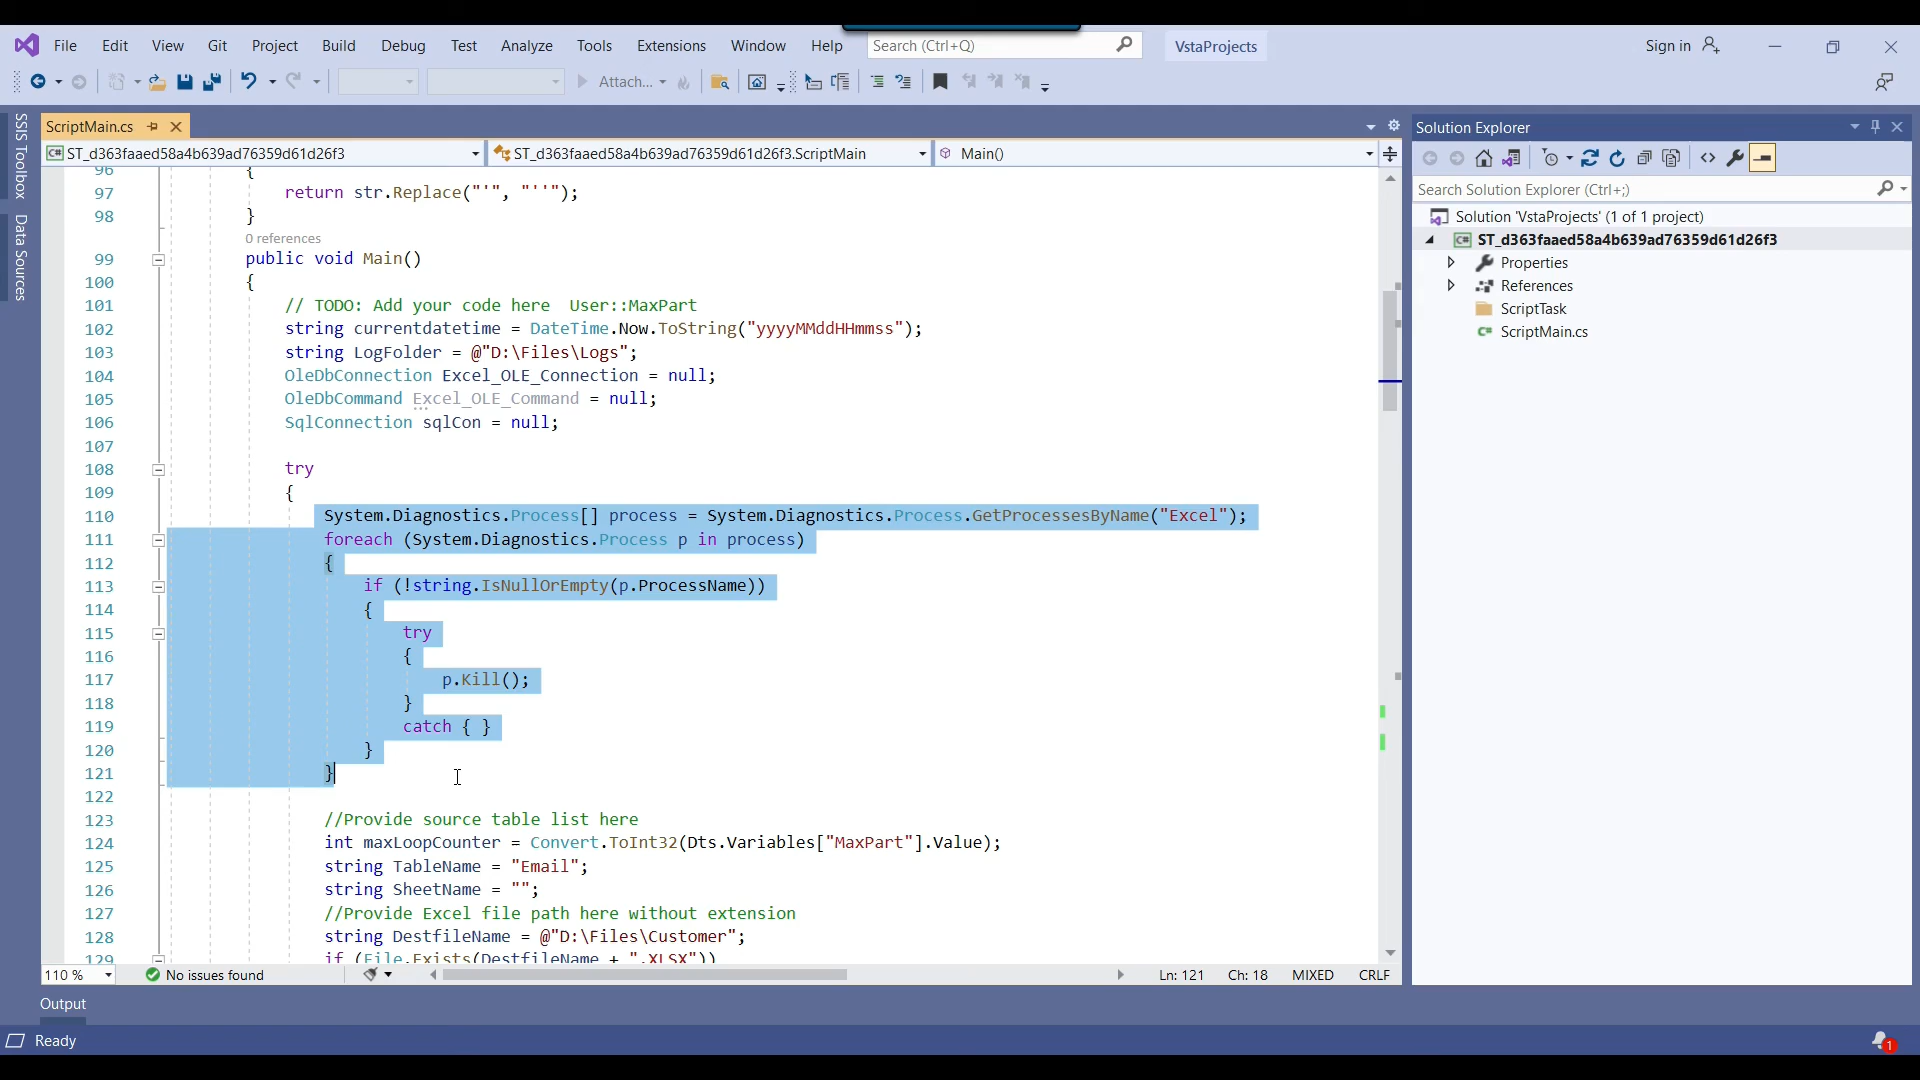 File Edit View Git Project Build Debug Test Analyze Tools Extensions Window Help Search (Ctrl+Q) VstaProjects Sign in
Attach...
SSIS Toolbox
Data Sources
ScriptMain.cs
C# ST_d363faaed58a4b639ad76359d61d26f3 ST_d363faaed58a4b639ad76359d61d26f3.ScriptMain Main()
96 {
97 return str.Replace("'", "''");
98 }
0 references
99 public void Main()
100 {
101 // TODO: Add your code here  User::MaxPart
102 string currentdatetime = DateTime.Now.ToString("yyyyMMddHHmmss");
103 string LogFolder = @"D:\Files\Logs";
104 OleDbConnection Excel_OLE_Connection = null;
105 OleDbCommand Excel_OLE_Command = null;
106 SqlConnection sqlCon = null;
107
108 try
109 {
110 System.Diagnostics.Process[] process = System.Diagnostics.Process.GetProcessesByName("Excel");
111 foreach (System.Diagnostics.Process p in process)
112 {
113 if (!string.IsNullOrEmpty(p.ProcessName))
114 {
115 try
116 {
117 p.Kill();
118 }
119 catch { }
120 }
121 }
122
123 //Provide source table list here
124 int maxLoopCounter = Convert.ToInt32(Dts.Variables["MaxPart"].Value);
125 string TableName = "Email";
126 string SheetName = "";
127 //Provide Excel file path here without extension
128 string DestfileName = @"D:\Files\Customer";
129 if (File.Exists(DestfileName + ".XLSX"))
110 % No issues found Ln: 121 Ch: 18 MIXED CRLF
Output
Ready
1
Solution Explorer
Search Solution Explorer (Ctrl+;)
Solution 'VstaProjects' (1 of 1 project)
C# ST_d363faaed58a4b639ad76359d61d26f3
Properties
References
ScriptTask
C# ScriptMain.cs